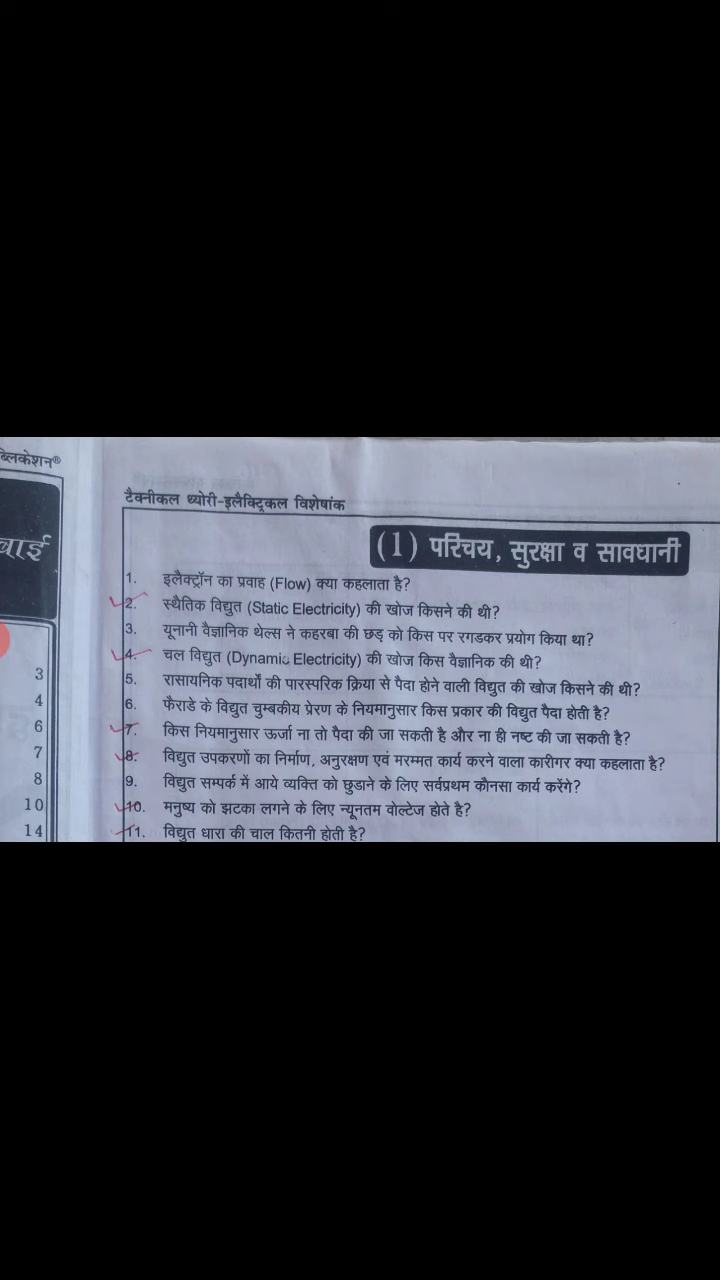 ब्लिकेशन®
वाई
3
4
6
7
8
10
14
टैक्नीकल थ्योरी-इलैक्ट्रिकल विशेषांक
(1) परिचय, सुरक्षा व सावधानी
1. इलैक्ट्रॉन का प्रवाह (Flow) क्या कहलाता है?
2. स्थैतिक विद्युत (Static Electricity) की खोज किसने की थी?
3. यूनानी वैज्ञानिक थेल्स ने कहरबा की छड़ को किस पर रगडकर प्रयोग किया था?
4. चल विद्युत (Dynamic Electricity) की खोज किस वैज्ञानिक की थी?
5. रासायनिक पदार्थों की पारस्परिक क्रिया से पैदा होने वाली विद्युत की खोज किसने की थी?
6. फैराडे के विद्युत चुम्बकीय प्रेरण के नियमानुसार किस प्रकार की विद्युत पैदा होती है?
7. किस नियमानुसार ऊर्जा ना तो पैदा की जा सकती है और ना ही नष्ट की जा सकती है?
8. विद्युत उपकरणों का निर्माण, अनुरक्षण एवं मरम्मत कार्य करने वाला कारीगर क्या कहलाता है?
9. विद्युत सम्पर्क में आये व्यक्ति को छुडाने के लिए सर्वप्रथम कौनसा कार्य करेंगे?
10. मनुष्य को झटका लगने के लिए न्यूनतम वोल्टेज होते है?
11. विद्युत धारा की चाल कितनी होती है?